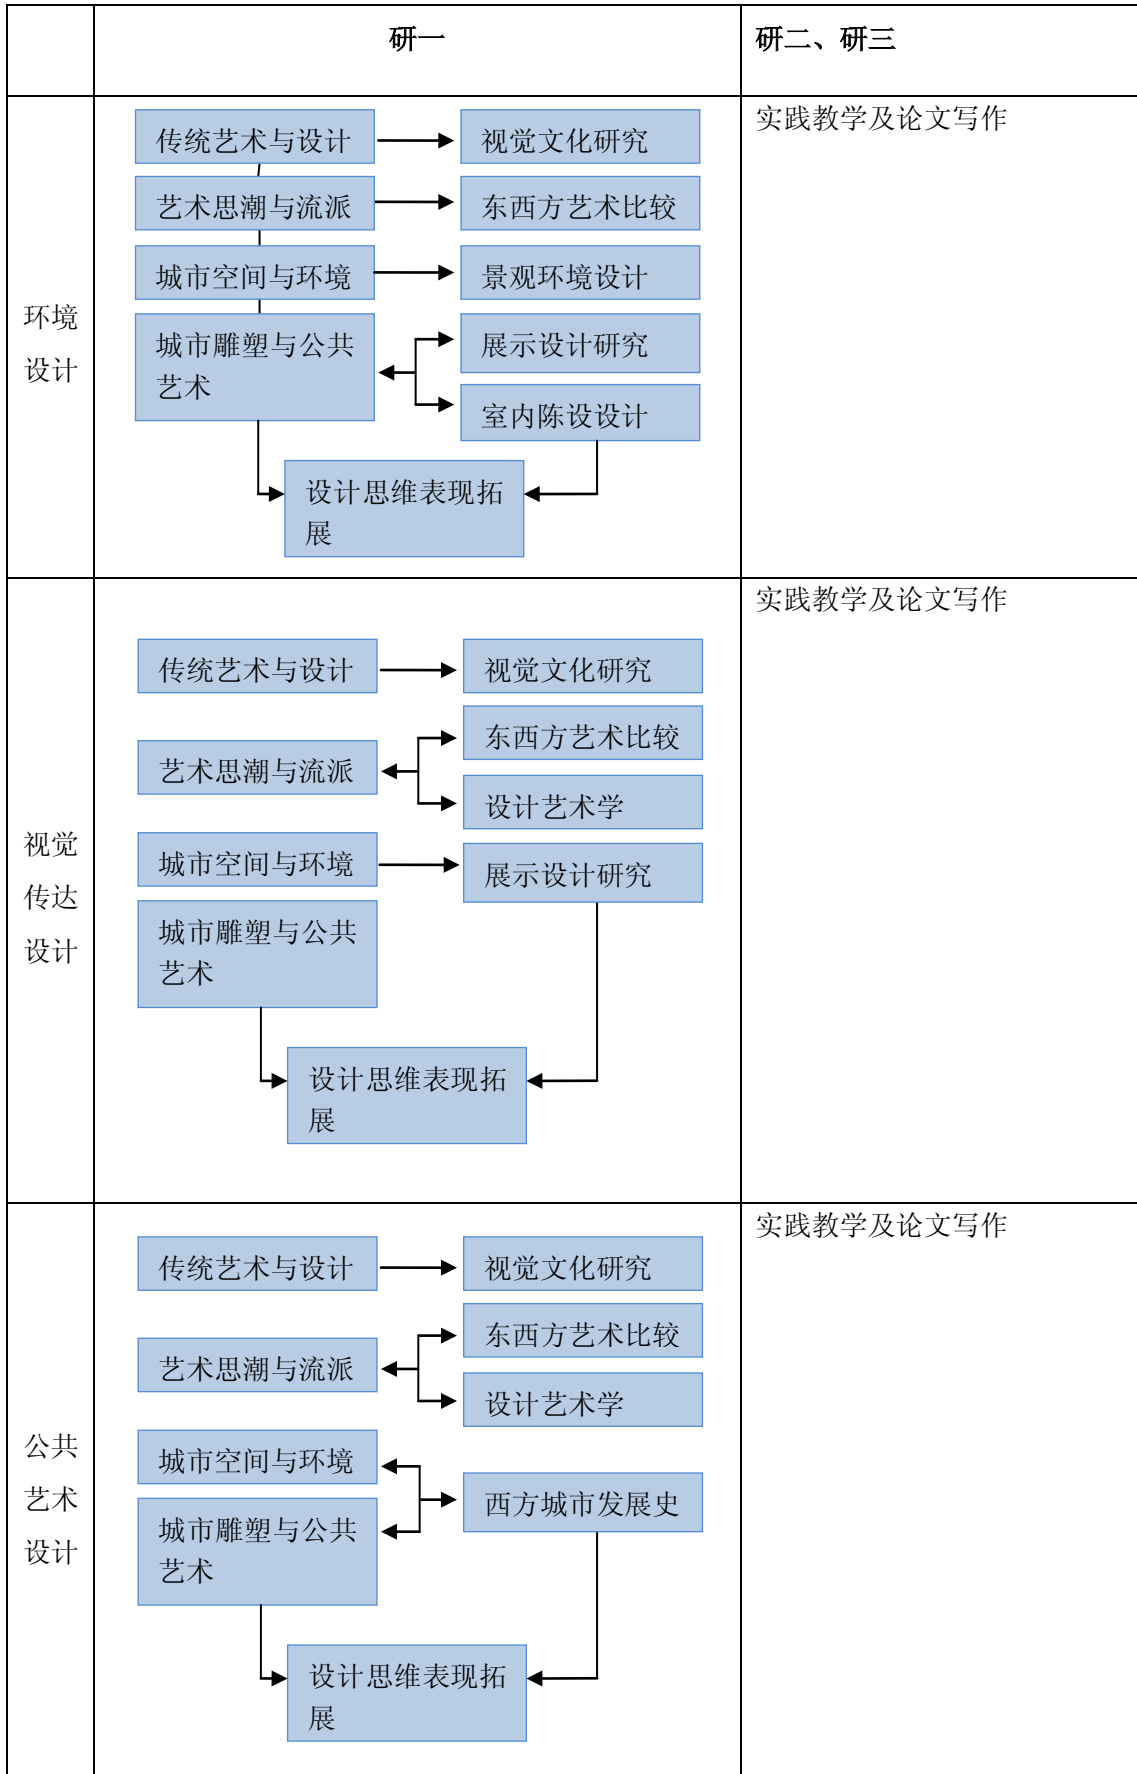 研一
研二、研三
环境
设计
传统艺术与设计
视觉文化研究
艺术思潮与流派
东西方艺术比较
城市空间与环境
景观环境设计
城市雕塑与公共
艺术
展示设计研究
室内陈设设计
设计思维表现拓
展
实践教学及论文写作
视觉
传达
设计
传统艺术与设计
视觉文化研究
艺术思潮与流派
东西方艺术比较
设计艺术学
城市空间与环境
展示设计研究
城市雕塑与公共
艺术
设计思维表现拓
展
实践教学及论文写作
公共
艺术
设计
传统艺术与设计
视觉文化研究
艺术思潮与流派
东西方艺术比较
设计艺术学
城市空间与环境
西方城市发展史
城市雕塑与公共
艺术
设计思维表现拓
展
实践教学及论文写作